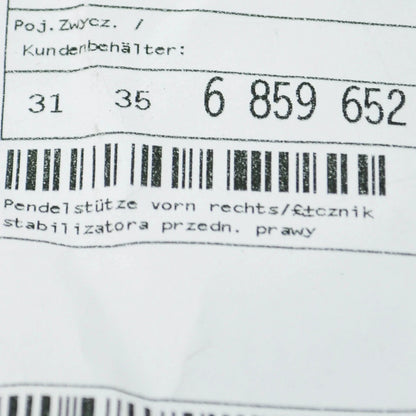 Poj.Zwycz. /
Kundenbehälter:
31 35 6 859 652
Pendelstütze vorn rechts/£tcznik
stabilizatora przedn. prawy